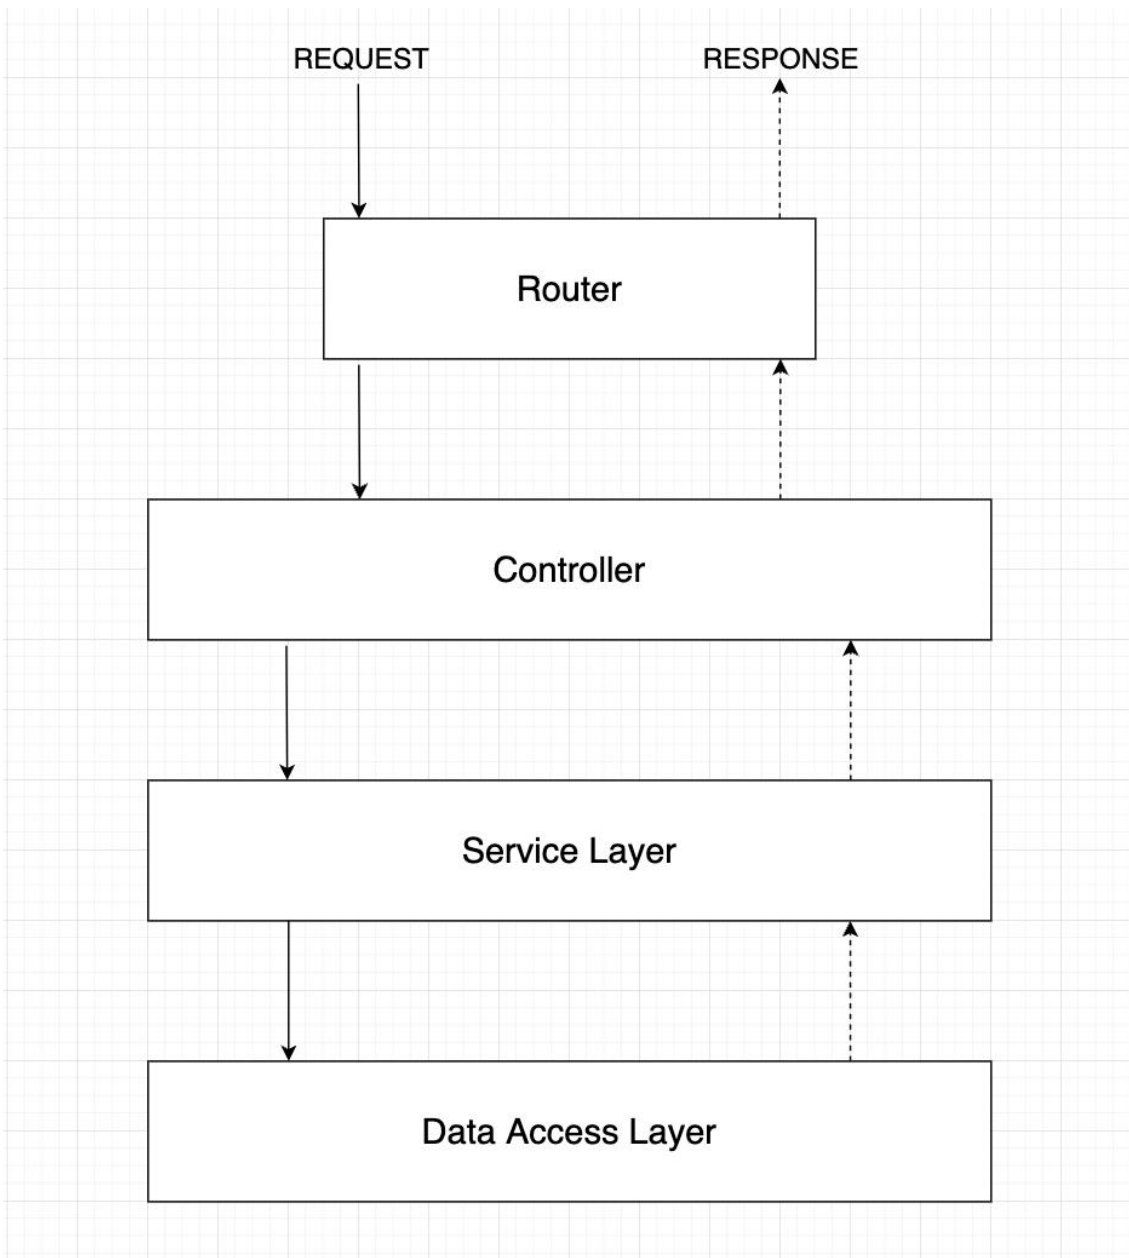 REQUEST
RESPONSE
Router
Controller
Service Layer
Data Access Layer